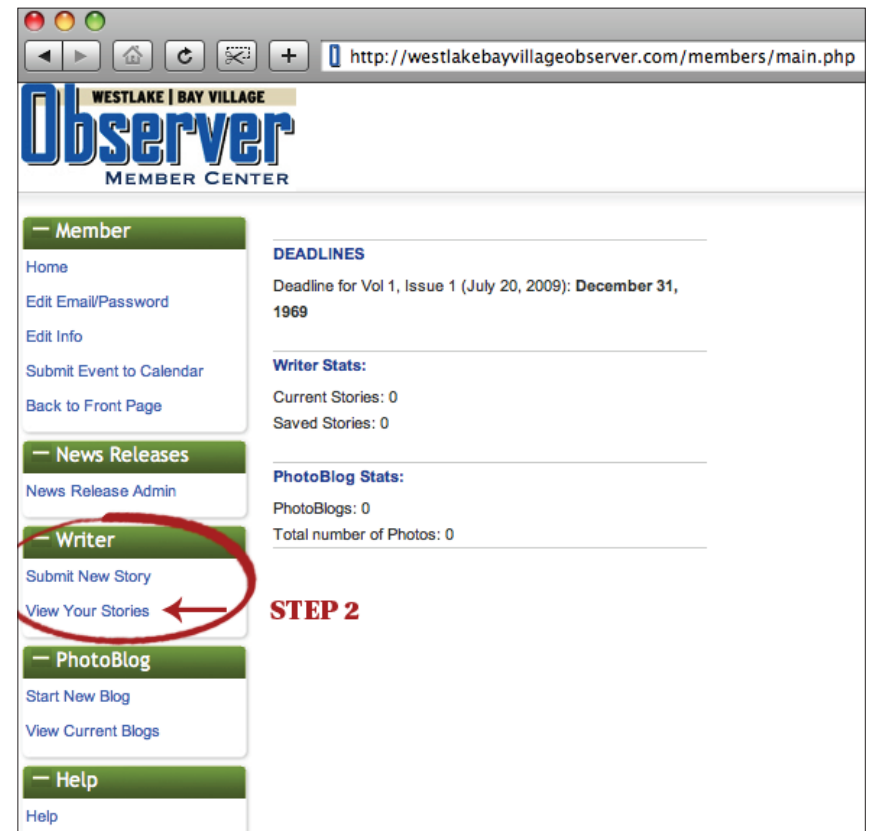 http://westlakebayvillageobserver.com/members/main.php
WESTLAKE | BAY VILLAGE
Observer
MEMBER CENTER
— Member
Home
Edit Email/Password
Edit Info
Submit Event to Calendar
Back to Front Page
— News Releases
News Release Admin
— Writer
Submit New Story
View Your Stories
— PhotoBlog
Start New Blog
View Current Blogs
— Help
Help
DEADLINES
Deadline for Vol 1, Issue 1 (July 20, 2009): December 31,
1969
Writer Stats:
Current Stories: 0
Saved Stories: 0
PhotoBlog Stats:
PhotoBlogs: 0
Total number of Photos: 0
STEP 2